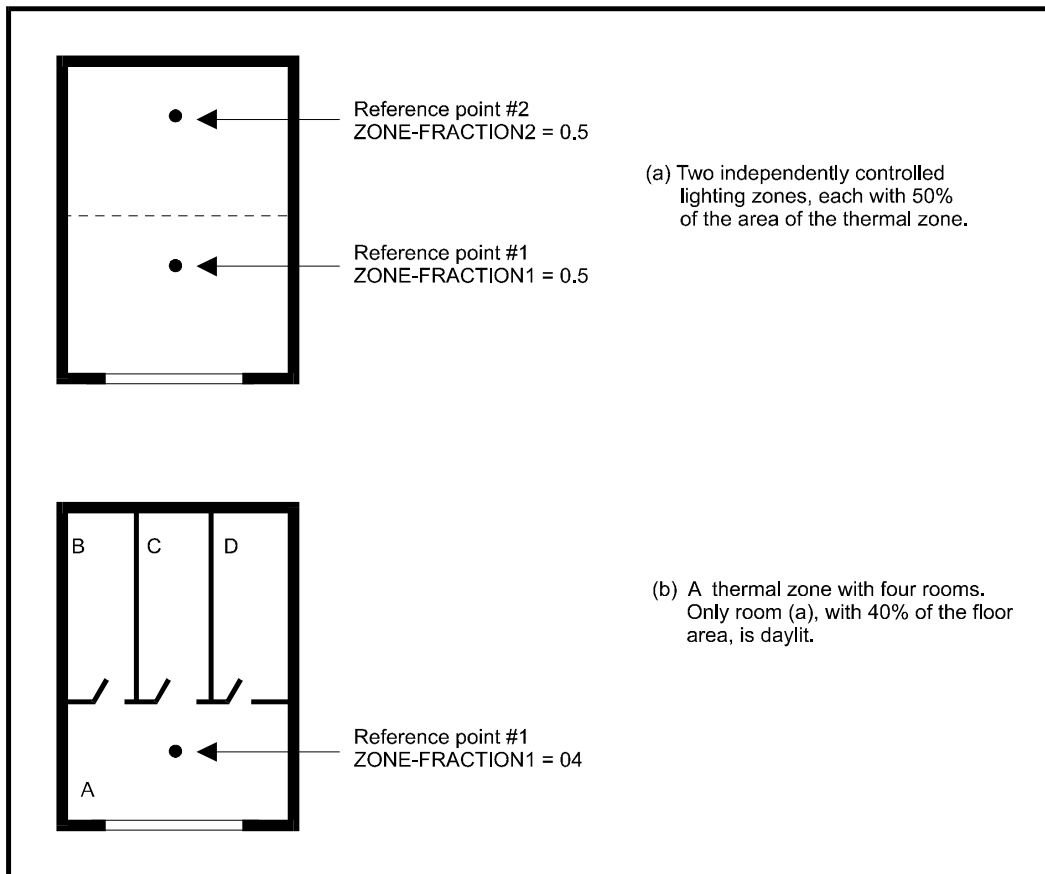 Reference point #2
ZONE-FRACTION2 = 0.5
(a) Two independently controlled
lighting zones, each with 50%
of the area of the thermal zone.
Reference point #1
ZONE-FRACTION1 = 0.5
B
C
D
(b) A thermal zone with four rooms.
Only room (a), with 40% of the floor
area, is daylit.
Reference point #1
ZONE-FRACTION1 = 04
A